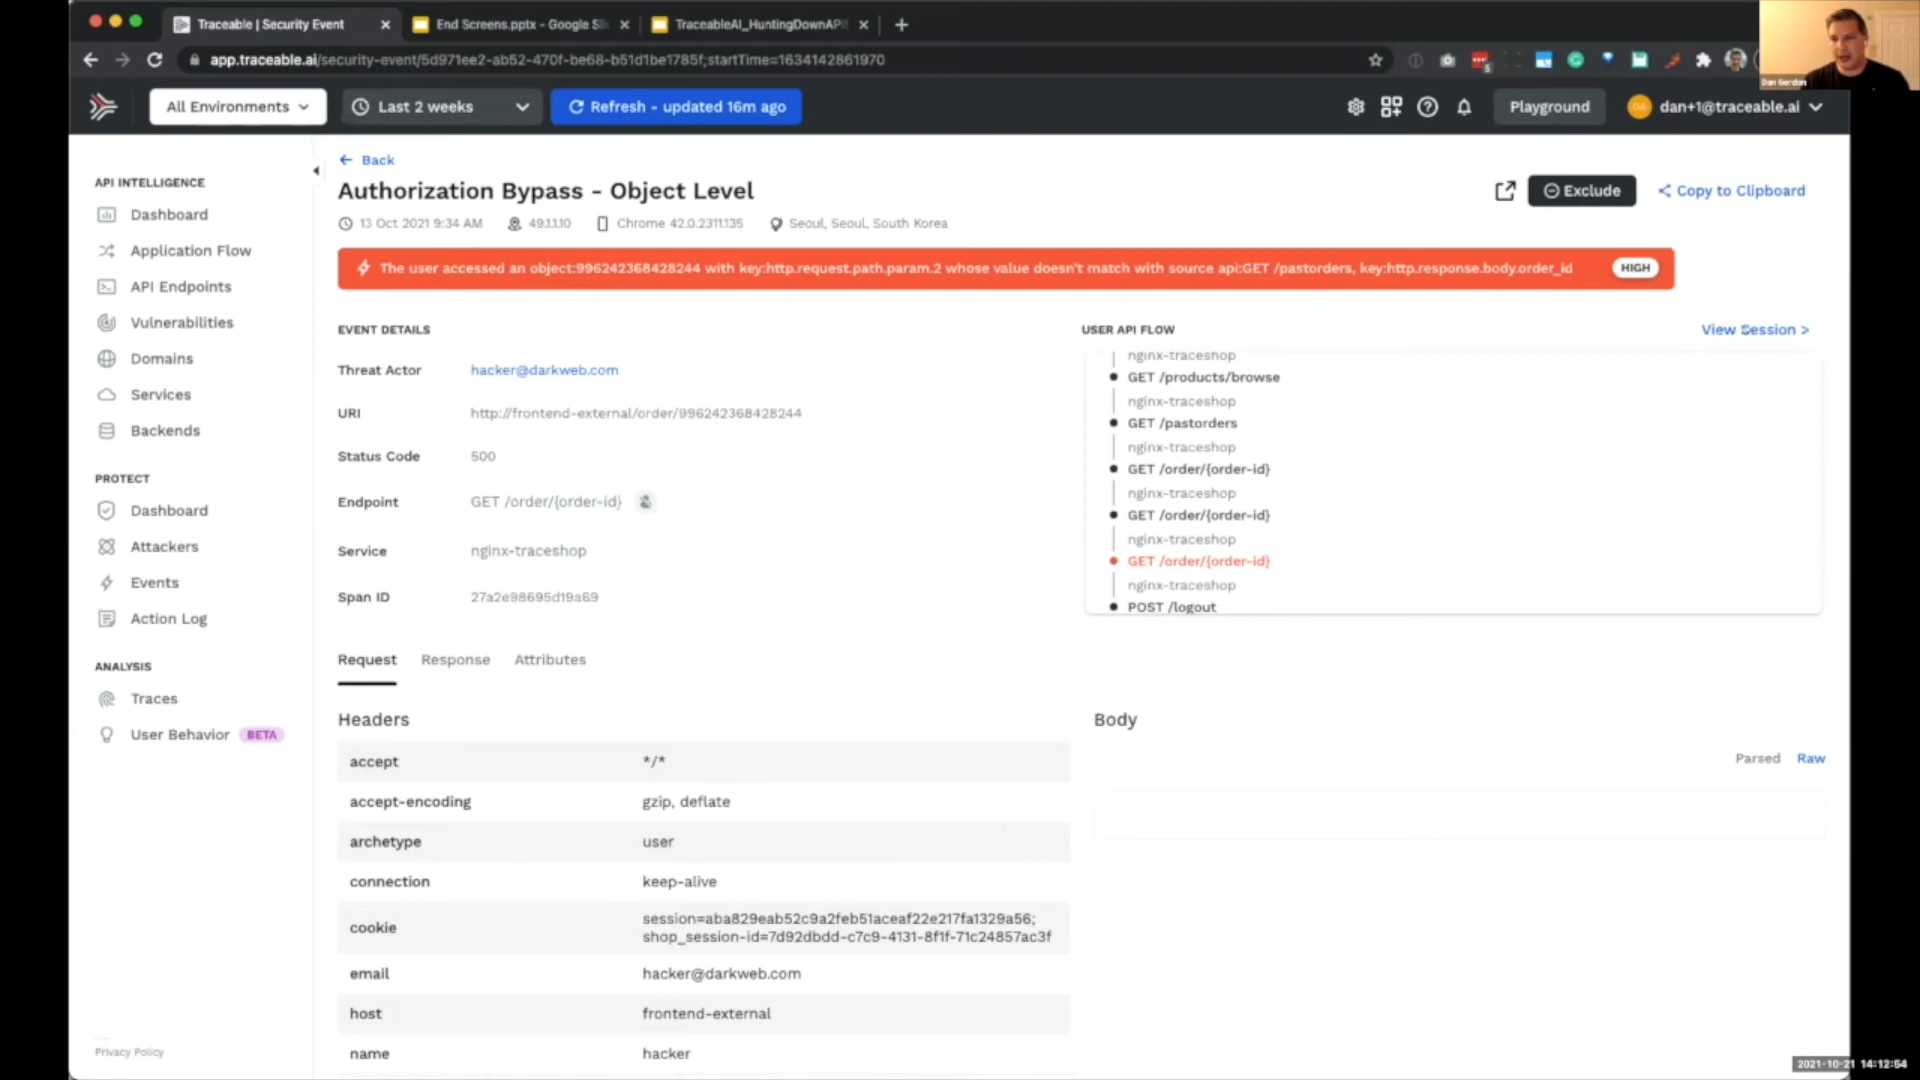 Traceable | Security Event
End Screens.pptx - Google Sli
TraceableAI_HuntingDownAPI
app.traceable.ai/security-event/5d971ee2-ab52-470f-be68-b51d1be1785f;startTime=1634142861970
Dan Gordon
All Environments
Last 2 weeks
Refresh - updated 16m ago
Playground
DA
dan+1@traceable.ai
API INTELLIGENCE
Dashboard
Application Flow
API Endpoints
Vulnerabilities
Domains
Services
Backends
PROTECT
Dashboard
Attackers
Events
Action Log
ANALYSIS
Traces
User Behavior BETA
Privacy Policy
Back
Authorization Bypass - Object Level
Exclude
Copy to Clipboard
13 Oct 2021 9:34 AM
49.1.1.10
Chrome 42.0.2311.135
Seoul, Seoul, South Korea
The user accessed an object:996242368428244 with key:http.request.path.param.2 whose value doesn't match with source api:GET /pastorders, key:http.response.body.order_id HIGH
EVENT DETAILS
Threat Actor hacker@darkweb.com
URI http://frontend-external/order/996242368428244
Status Code 500
Endpoint GET /order/{order-id}
Service nginx-traceshop
Span ID 27a2e98695d19a69
USER API FLOW
View Session >
nginx-traceshop
GET /products/browse
nginx-traceshop
GET /pastorders
nginx-traceshop
GET /order/{order-id}
nginx-traceshop
GET /order/{order-id}
nginx-traceshop
GET /order/{order-id}
nginx-traceshop
POST /logout
Request Response Attributes
Headers
accept */*
accept-encoding gzip, deflate
archetype user
connection keep-alive
cookie session=aba829eab52c9a2feb51aceaf22e217fa1329a56;
shop_session-id=7d92dbdd-c7c9-4131-8f1f-71c24857ac3f
email hacker@darkweb.com
host frontend-external
name hacker
Body
Parsed Raw
2021-10-21 14:12:54